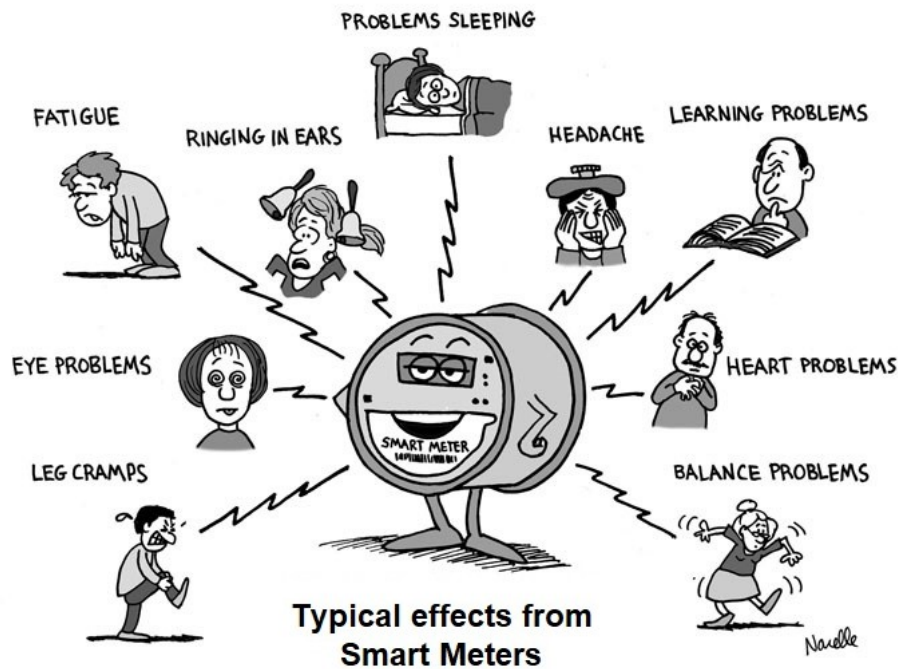 PROBLEMS SLEEPING
FATIGUE
RINGING IN EARS
HEADACHE
LEARNING PROBLEMS
EYE PROBLEMS
HEART PROBLEMS
SMART METER
LEG CRAMPS
BALANCE PROBLEMS
Typical effects from
Smart Meters
Narelle